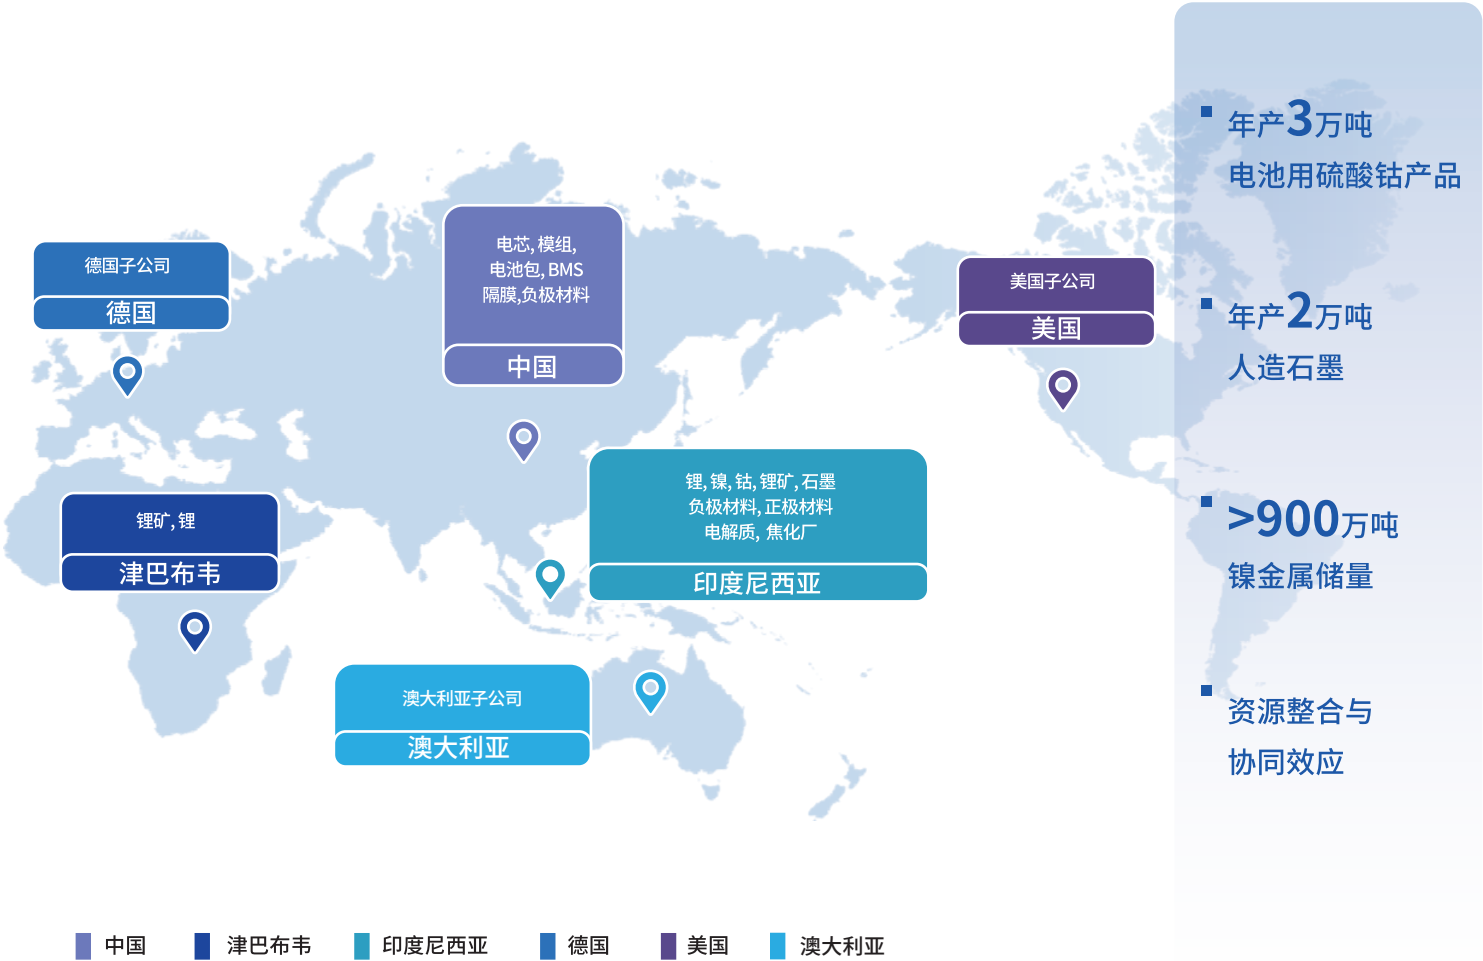 德国子公司
德国
电芯, 模组,
电池包, BMS
隔膜,负极材料
中国
美国子公司
美国
锂, 镍, 钴, 锂矿, 石墨
负极材料, 正极材料
电解质, 焦化厂
印度尼西亚
锂矿, 锂
津巴布韦
澳大利亚子公司
澳大利亚
年产3万吨
电池用硫酸钴产品
年产2万吨
人造石墨
>900万吨
镍金属储量
资源整合与
协同效应
中国
津巴布韦
印度尼西亚
德国
美国
澳大利亚